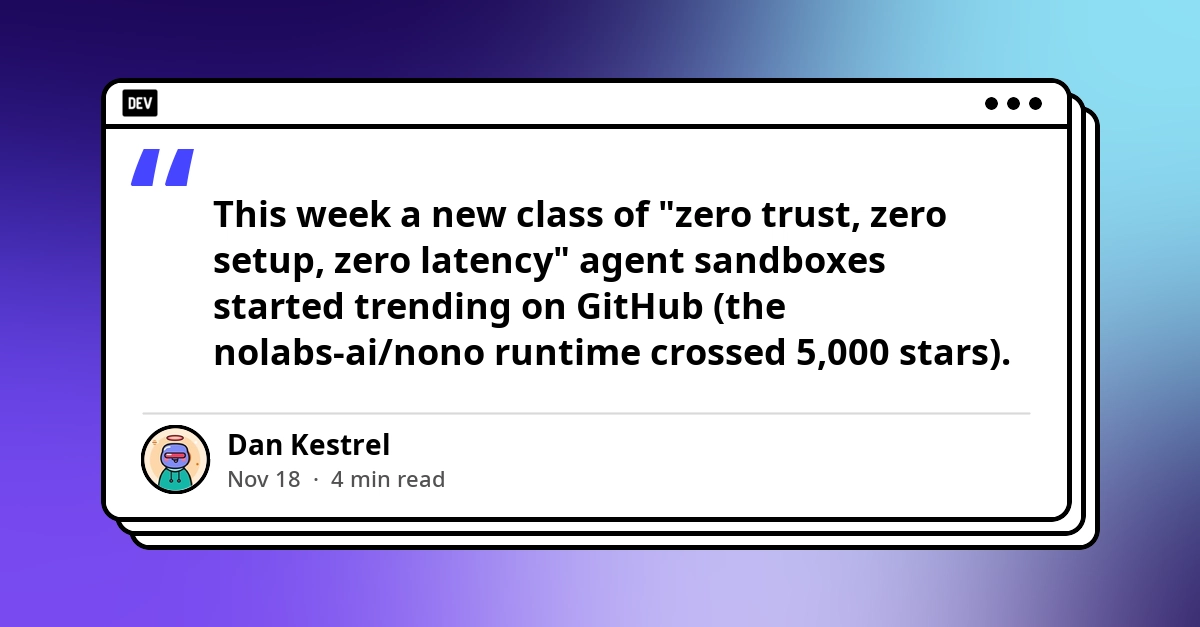 DEV
This week a new class of "zero trust, zero
setup, zero latency" agent sandboxes
started trending on GitHub (the
nolabs-ai/nono runtime crossed 5,000 stars).
Dan Kestrel
Nov 18 · 4 min read